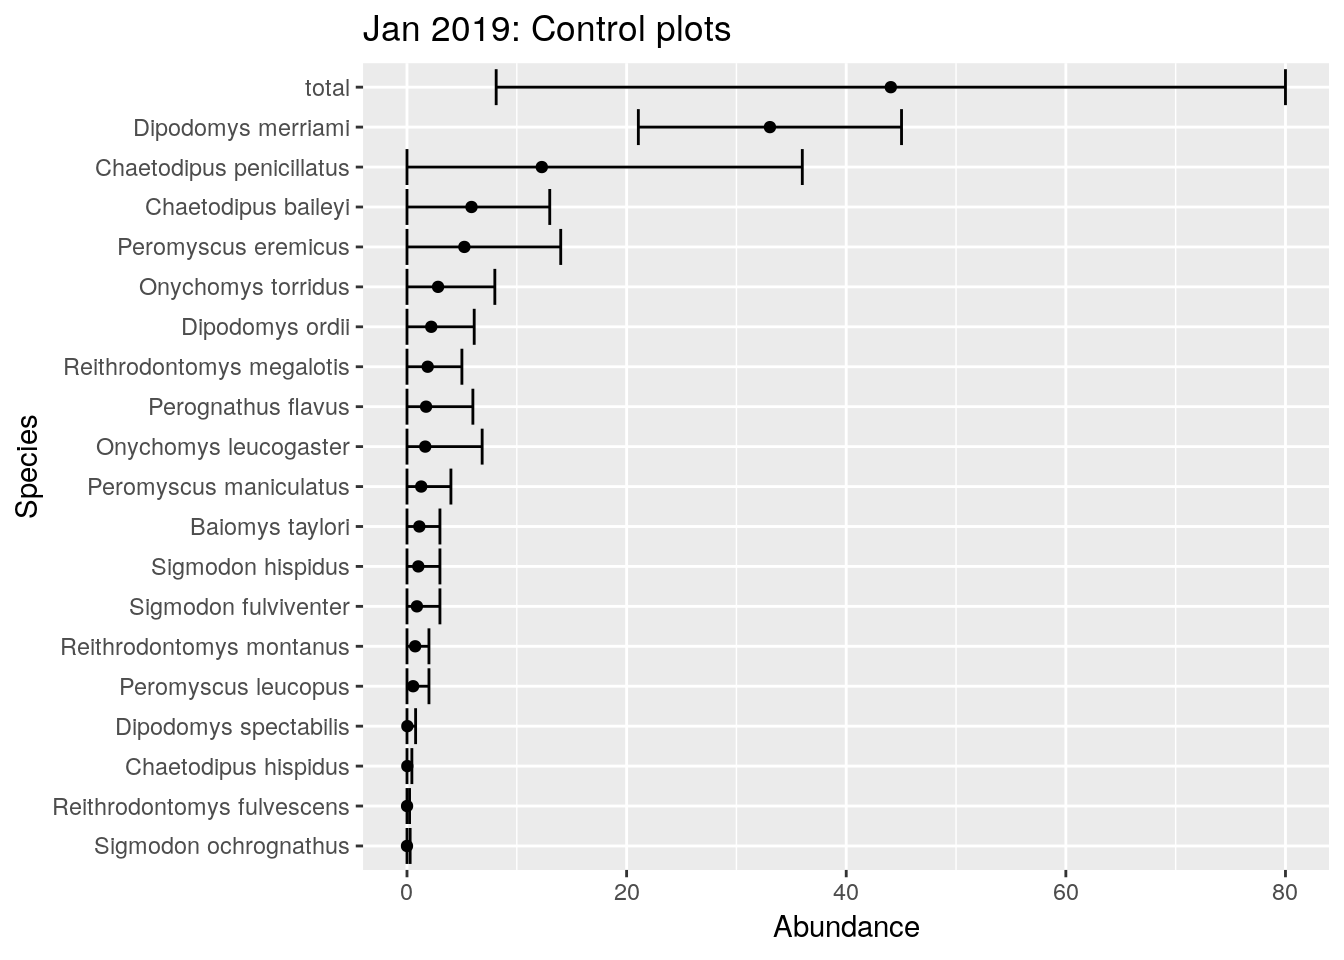 Jan 2019: Control plots
Species
total
Dipodomys merriami
Chaetodipus penicillatus
Chaetodipus baileyi
Peromyscus eremicus
Onychomys torridus
Dipodomys ordii
Reithrodontomys megalotis
Perognathus flavus
Onychomys leucogaster
Peromyscus maniculatus
Baiomys taylori
Sigmodon hispidus
Sigmodon fulviventer
Reithrodontomys montanus
Peromyscus leucopus
Dipodomys spectabilis
Chaetodipus hispidus
Reithrodontomys fulvescens
Sigmodon ochrognathus
0 20 40 60 80
Abundance